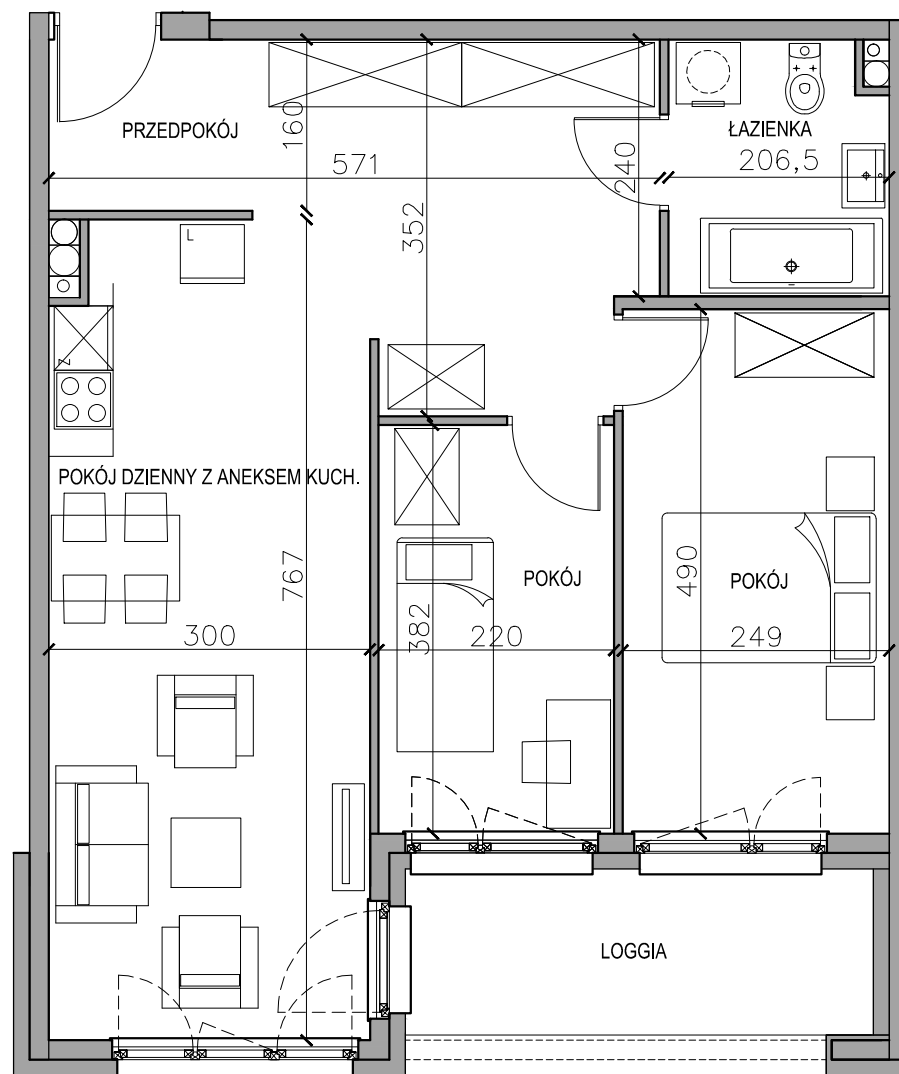 PRZEDPOKÓJ
160
571
352
240
ŁAZIENKA
206,5
L
Z
POKÓJ DZIENNY Z ANEKSEM KUCH.
767
300
382
POKÓJ
220
490
POKÓJ
249
LOGGIA